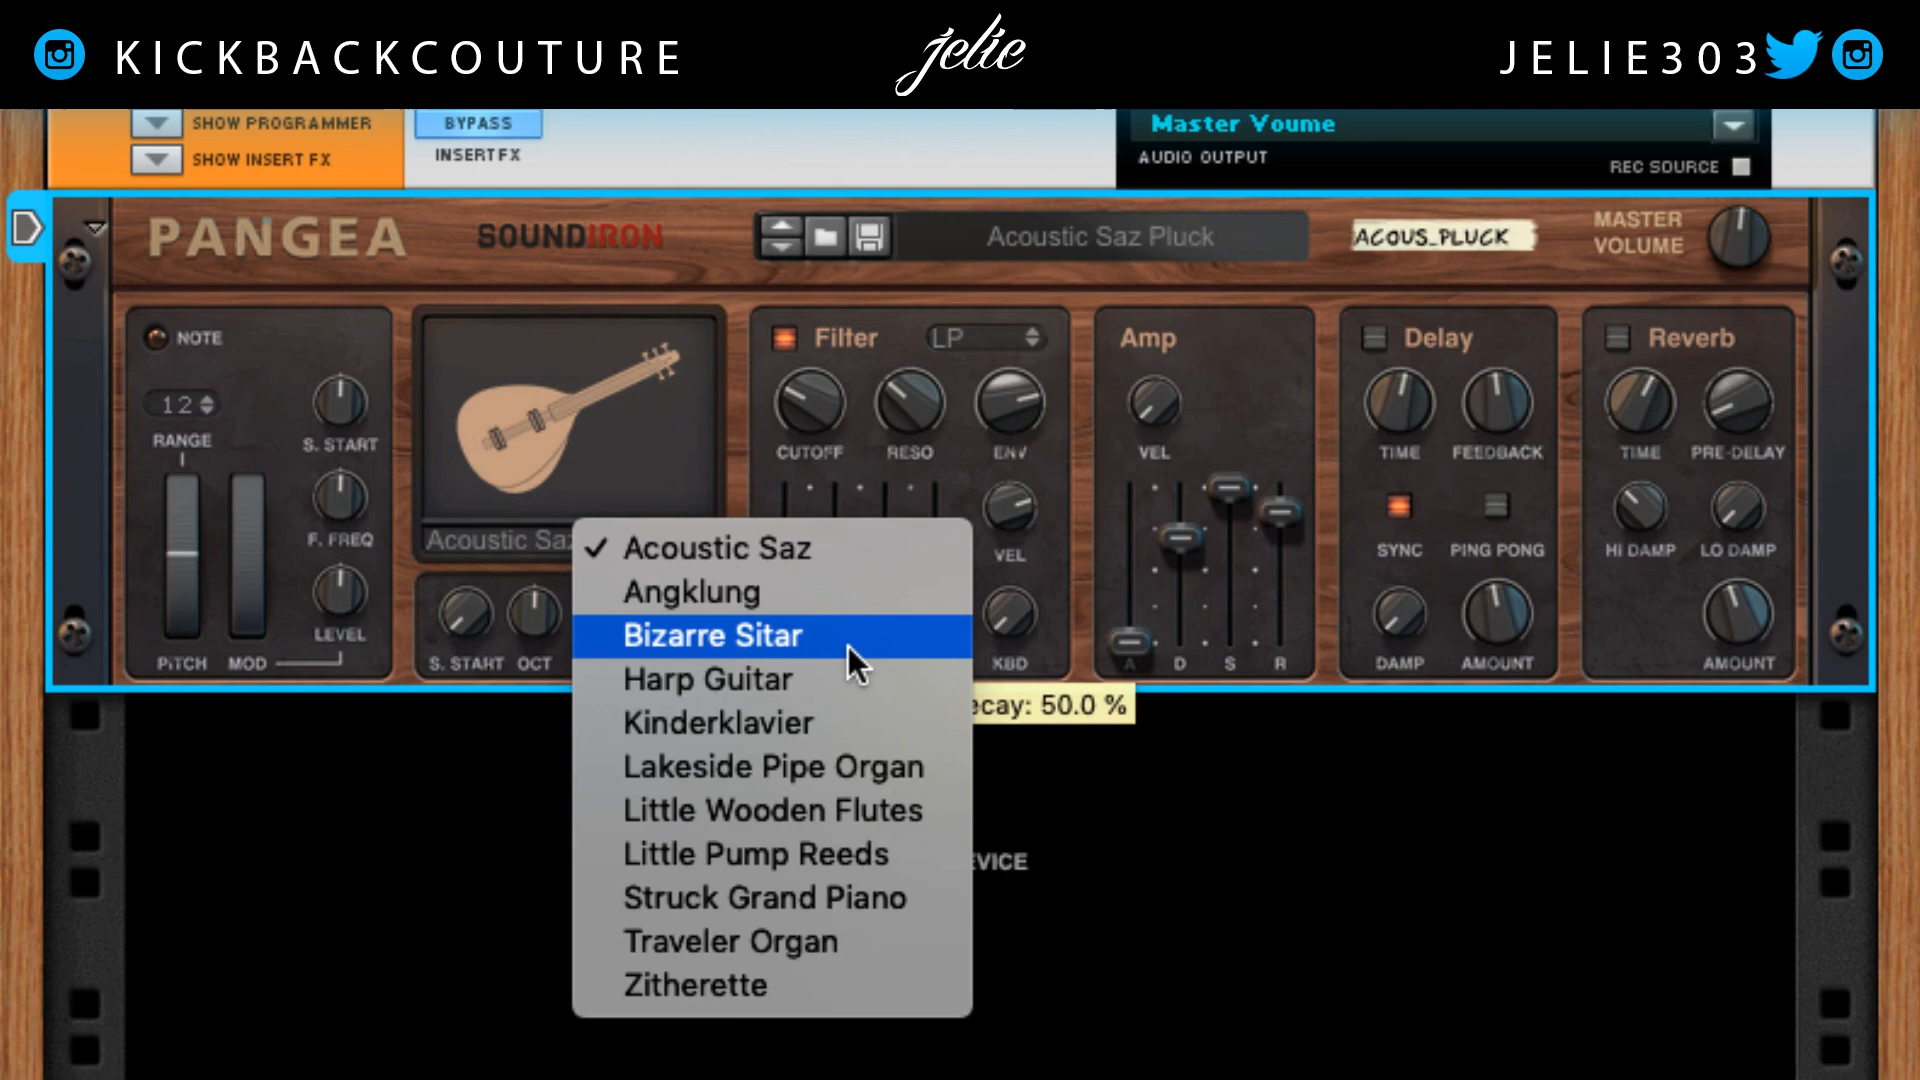 KICKBACKCOUTURE
jelie
JELIE303
SHOW PROGRAMMER
BYPASS
Master Voume
SHOW INSERT FX
INSERT FX
AUDIO OUTPUT
REC SOURCE
PANGEA
SOUNDIRON
Acoustic Saz Pluck
ACOUS_PLUCK
MASTER
VOLUME
NOTE
Filter
LP
Amp
Delay
Reverb
12
RANGE
S. START
CUTOFF
RESO
ENV
VEL
TIME
FEEDBACK
TIME
PRE-DELAY
F. FREQ
Acoustic Saz
VEL
SYNC
PING PONG
HI DAMP
LO DAMP
LEVEL
PITCH
MOD
S. START
OCT
KBD
A
D
S
R
DAMP
AMOUNT
AMOUNT
✓ Acoustic Saz
Angklung
Bizarre Sitar
Harp Guitar
Kinderklavier
Lakeside Pipe Organ
Little Wooden Flutes
Little Pump Reeds
Struck Grand Piano
Traveler Organ
Zitherette
ecay: 50.0 %
EVICE